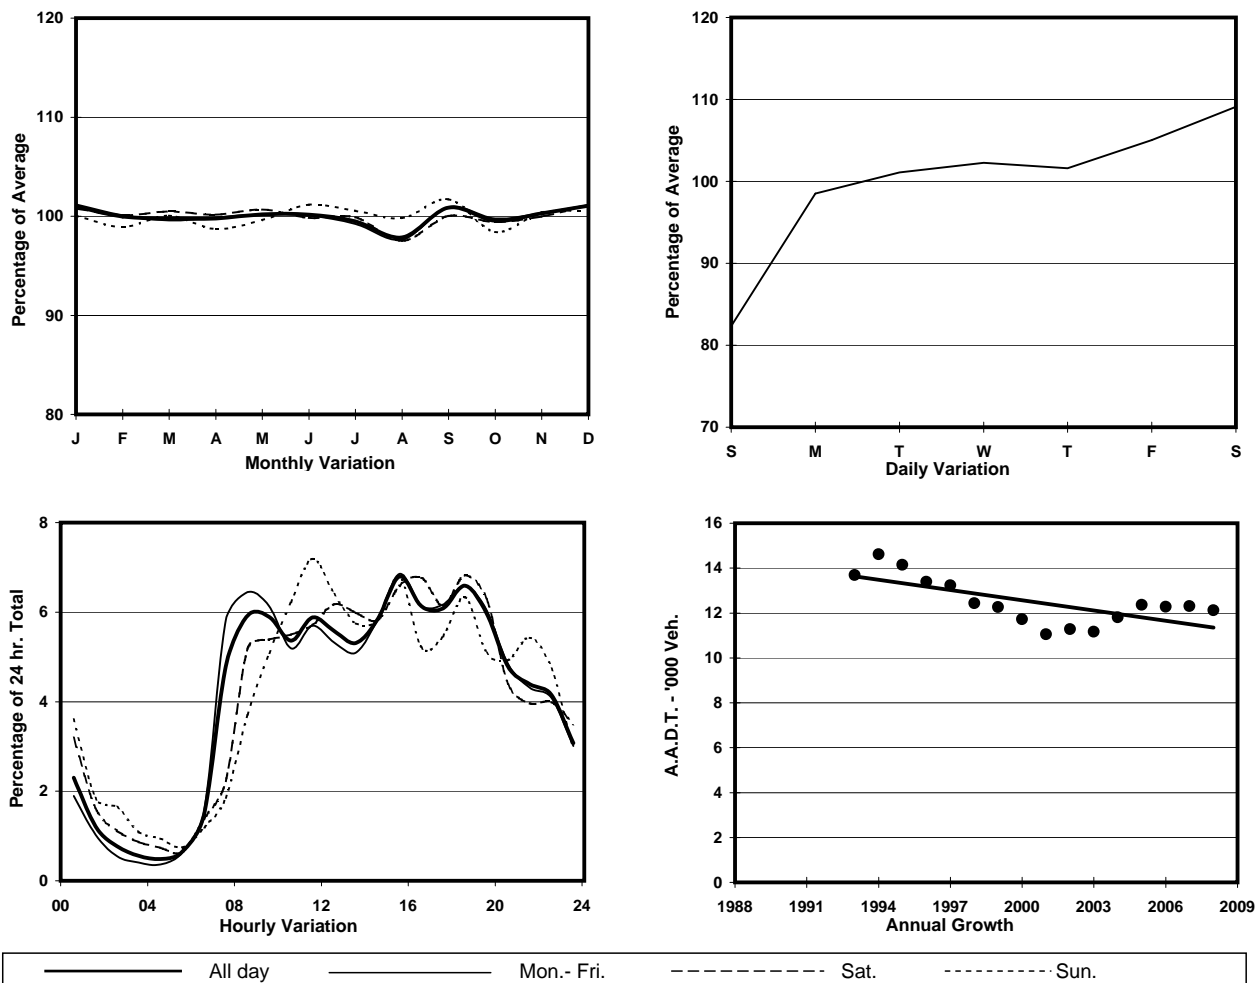 120
110
100
90
80
Percentage of Average
J F M A M J J A S O N D
Monthly Variation
120
110
100
90
80
70
Percentage of Average
S M T W T F S
Daily Variation
8
6
4
2
0
Percentage of 24 hr. Total
00 04 08 12 16 20 24
Hourly Variation
16
14
12
10
8
6
4
2
0
A.A.D.T. - '000 Veh.
1988 1991 1994 1997 2000 2003 2006 2009
Annual Growth
All day Mon.- Fri. Sat. Sun.